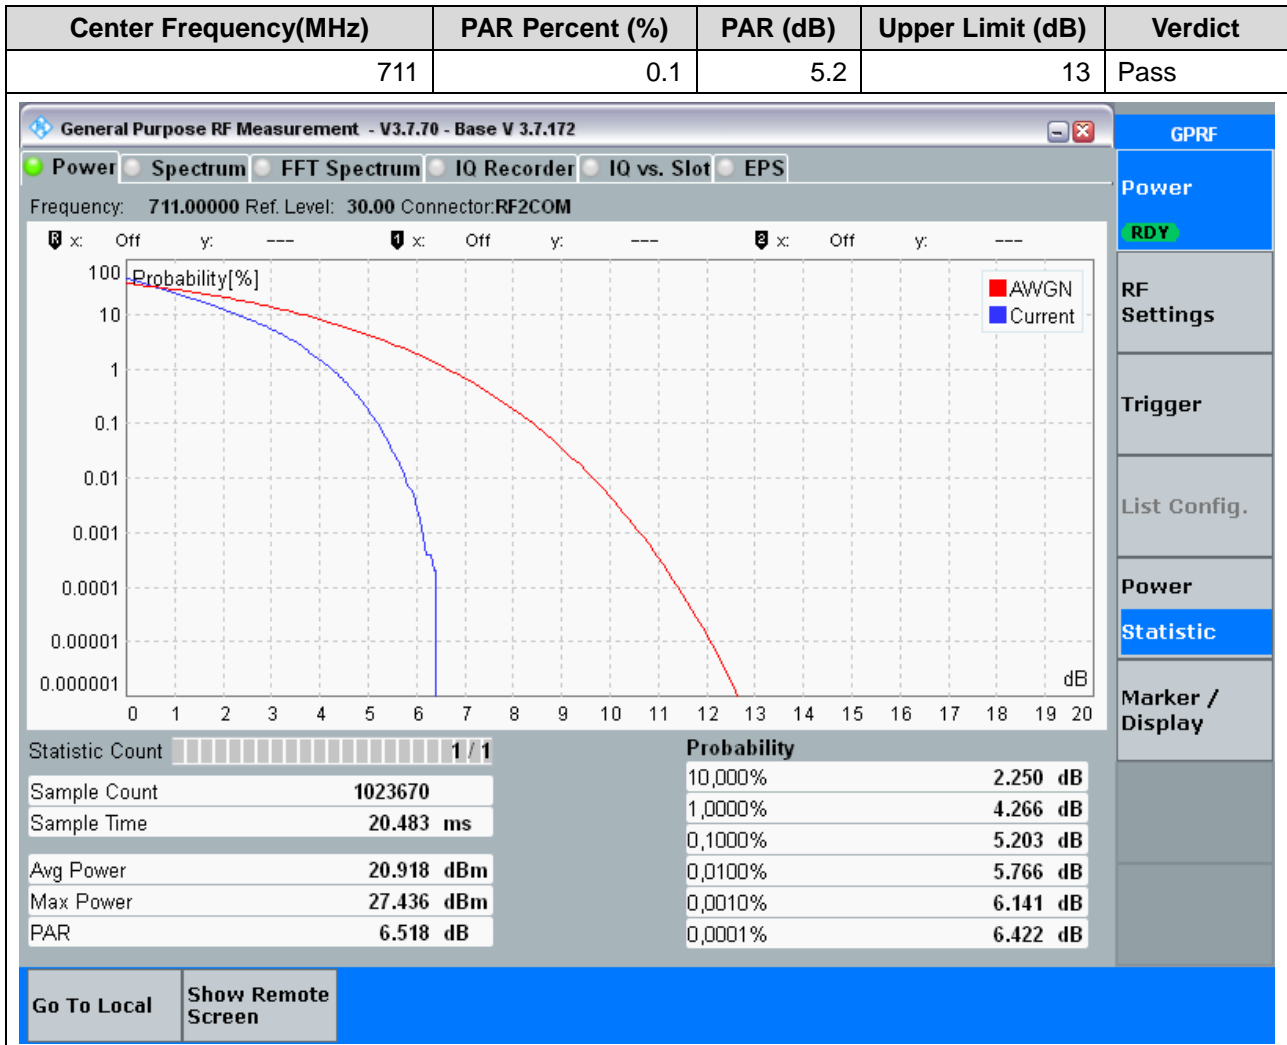 Center Frequency(MHz) PAR Percent (%) PAR (dB) Upper Limit (dB) Verdict
711 0.1 5.2 13 Pass
General Purpose RF Measurement - V3.7.70 - Base V 3.7.172
GPRF
Power Spectrum FFT Spectrum IQ Recorder IQ vs. Slot EPS
Power
RDY
Frequency: 711.00000 Ref. Level: 30.00 Connector:RF2COM
R x: Off y: --- 1 x: Off y: --- 2 x: Off y: ---
Probability[%]
AWGN
Current
100
10
1
0.1
0.01
0.001
0.0001
0.00001
0.000001
dB
0 1 2 3 4 5 6 7 8 9 10 11 12 13 14 15 16 17 18 19 20
RF
Settings
Trigger
List Config.
Power
Statistic
Marker /
Display
Statistic Count 1 / 1
Sample Count 1023670
Sample Time 20.483 ms
Avg Power 20.918 dBm
Max Power 27.436 dBm
PAR 6.518 dB
Probability
10,000% 2.250 dB
1,0000% 4.266 dB
0,1000% 5.203 dB
0,0100% 5.766 dB
0,0010% 6.141 dB
0,0001% 6.422 dB
Go To Local
Show Remote
Screen